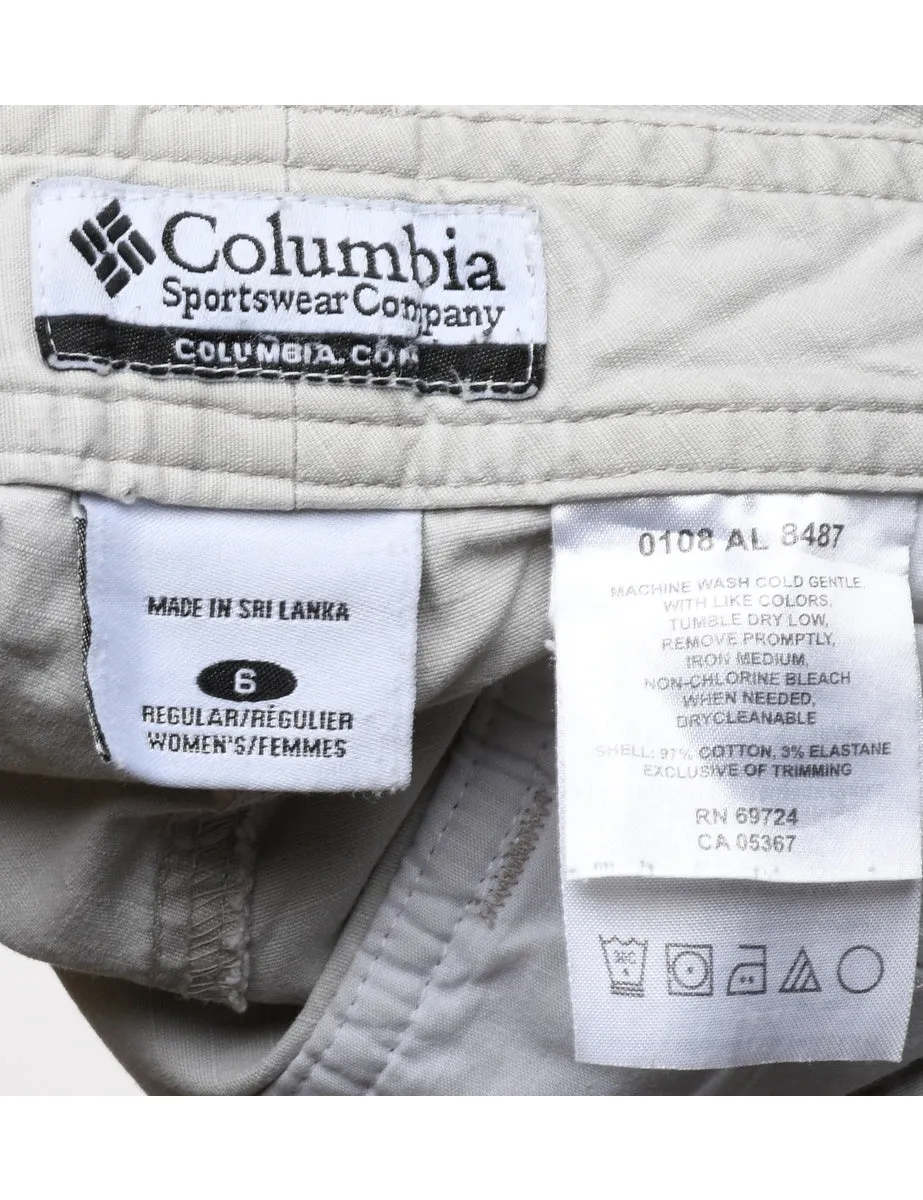 Columbia
Sportswear Company
COLUMBIA.COM
MADE IN SRI LANKA
6
REGULAR/RÉGULIER
WOMEN'S/FEMMES
0108 AL 8487
MACHINE WASH COLD GENTLE,
WITH LIKE COLORS,
TUMBLE DRY LOW,
REMOVE PROMPTLY,
IRON MEDIUM,
NON-CHLORINE BLEACH
WHEN NEEDED,
DRYCLEANABLE
SHELL: 97% COTTON, 3% ELASTANE
EXCLUSIVE OF TRIMMING
RN 69724
CA 05367
30C